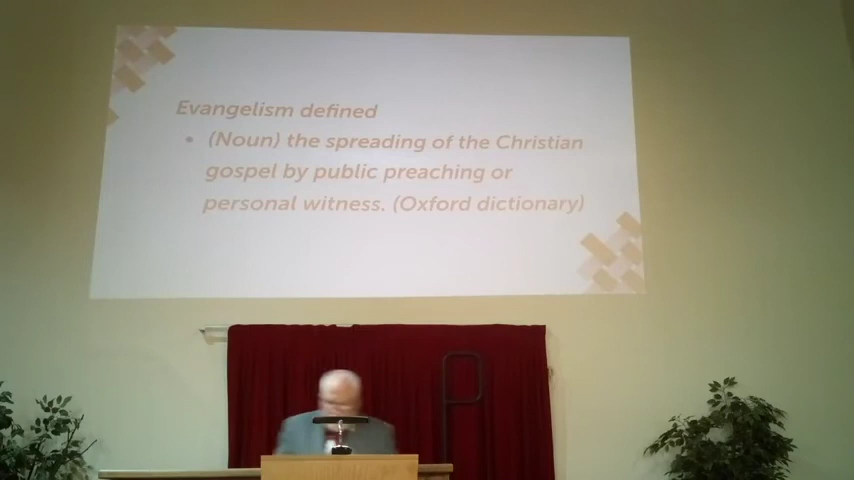 Evangelism defined
• (Noun) the spreading of the Christian
gospel by public preaching or
personal witness. (Oxford dictionary)